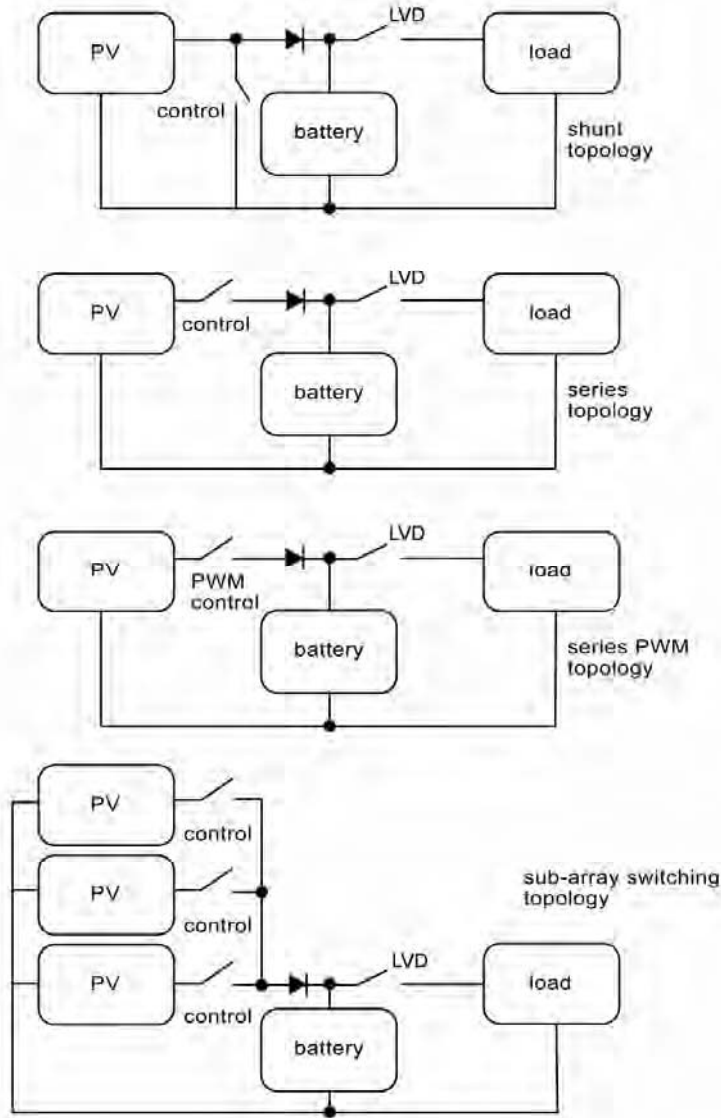 LVD
PV
load
control
battery
shunt
topology
LVD
PV
control
load
battery
series
topology
LVD
PV
PWM
control
load
battery
series PWM
topology
PV
control
PV
control
sub-array switching
topology
PV
control
LVD
load
battery